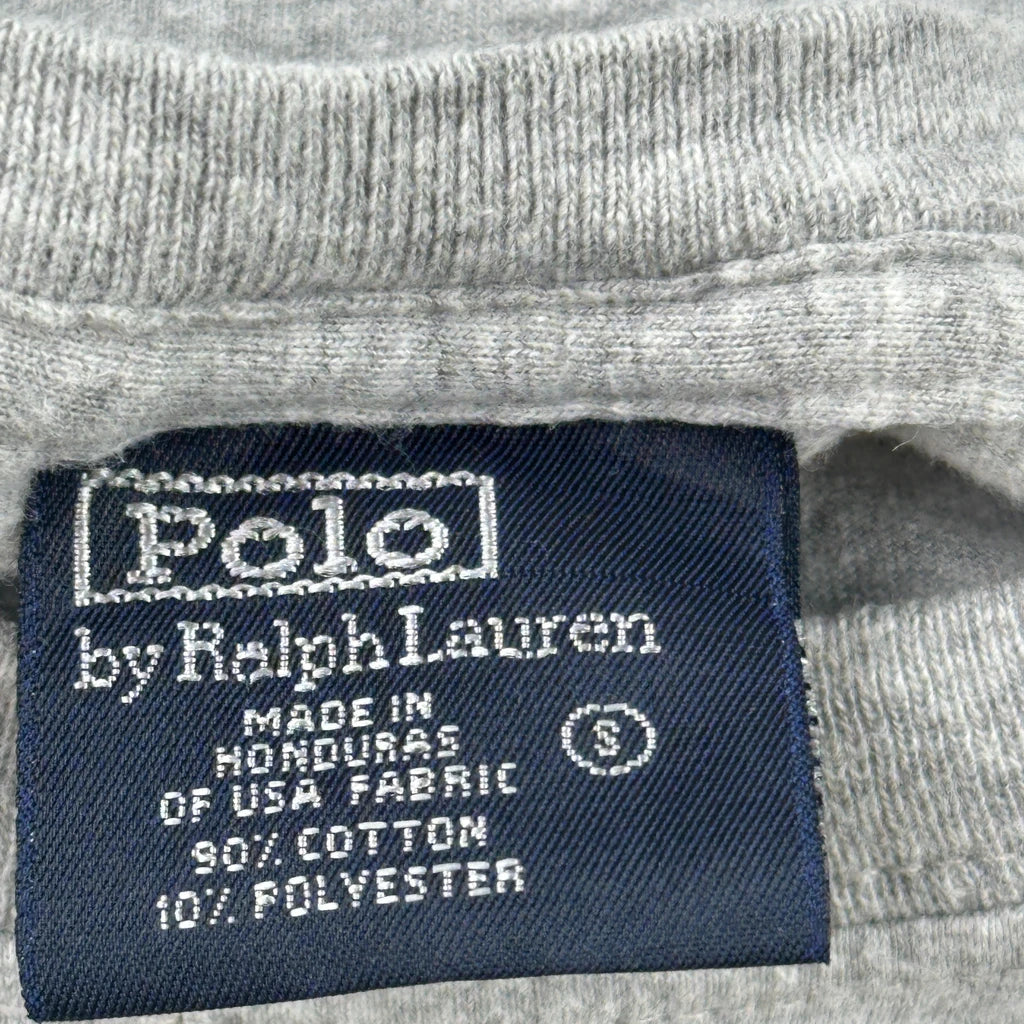 Polo
by Ralph Lauren
MADE IN
HONDURAS
OF USA FABRIC
S
90% COTTON
10% POLYESTER